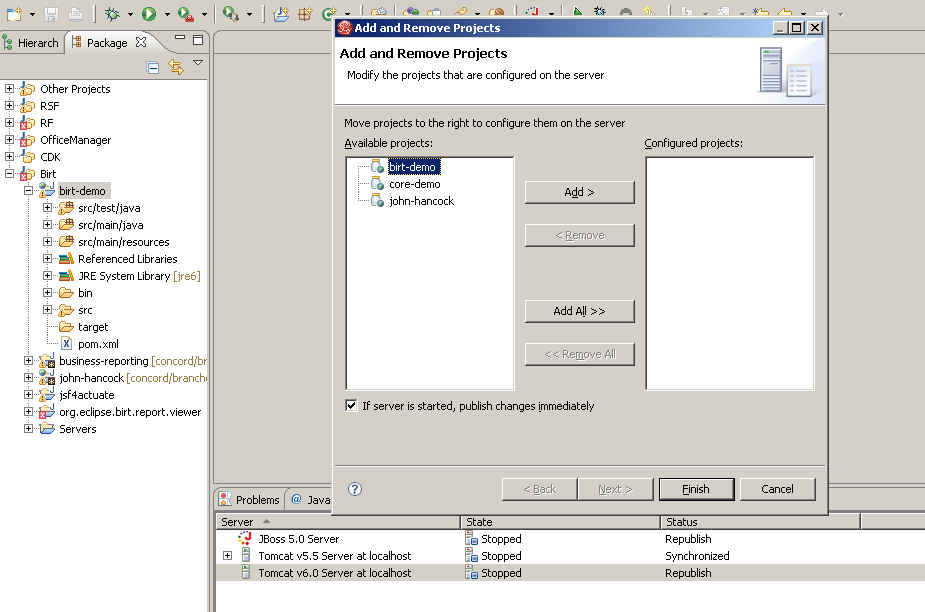 Add and Remove Projects
Hierarch
Package
Add and Remove Projects
Modify the projects that are configured on the server
Other Projects
RSF
RF
OfficeManager
CDK
Birt
birt-demo
src/test/java
src/main/java
src/main/resources
Referenced Libraries
JRE System Library [jre6]
bin
src
target
pom.xml
business-reporting [concord/br
john-hancock [concord/branche
jsf4actuate
org.eclipse.birt.report.viewer
Servers
Move projects to the right to configure them on the server
Available projects:
Configured projects:
birt-demo
core-demo
john-hancock
Add >
< Remove
Add All >>
<< Remove All
If server is started, publish changes immediately
< Back
Next >
Finish
Cancel
Problems
@ Java
Server
State
Status
JBoss 5.0 Server
Stopped
Republish
Tomcat v5.5 Server at localhost
Stopped
Synchronized
Tomcat v6.0 Server at localhost
Stopped
Republish